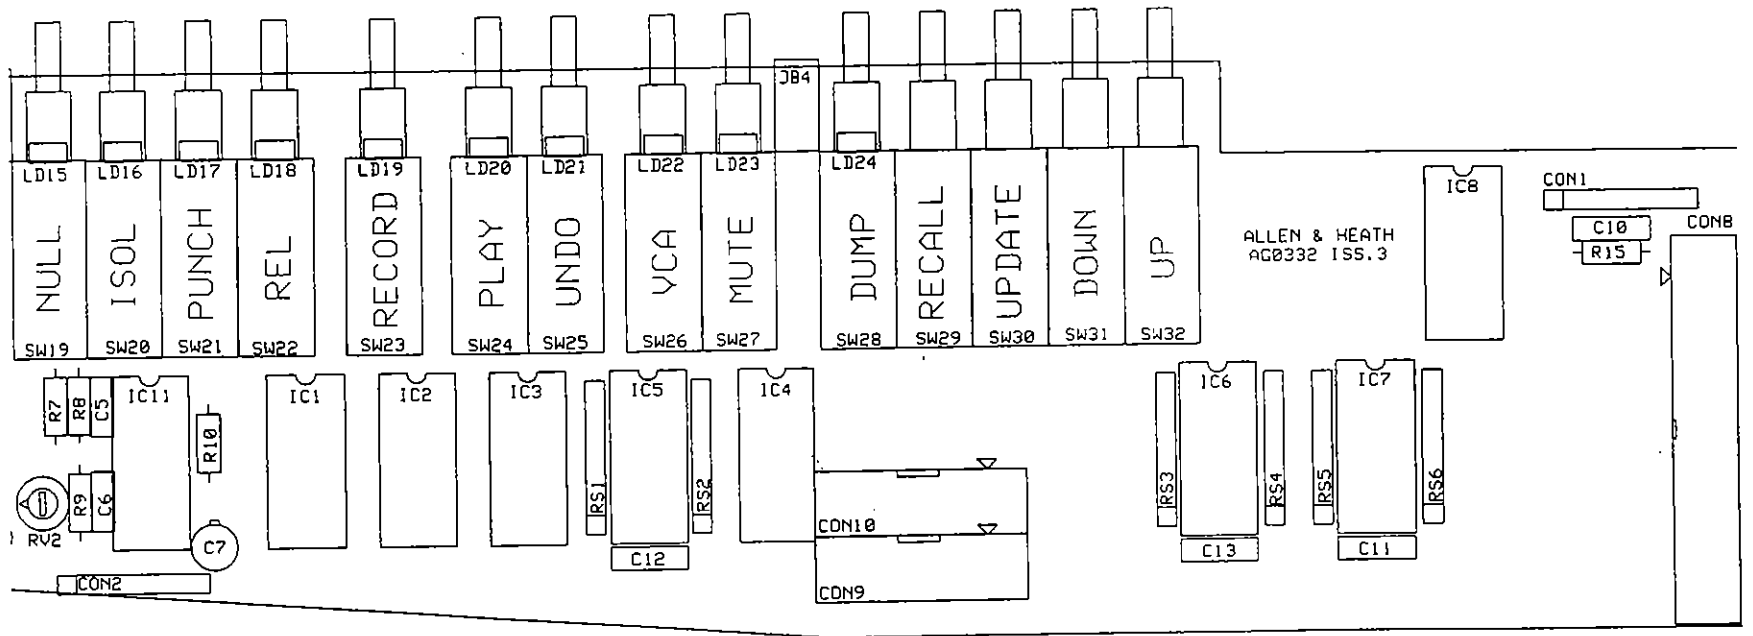 JB4
LD15 LD16 LD17 LD18 LD19 LD20 LD21 LD22 LD23 LD24
NULL ISOL PUNCH REL RECORD PLAY UNDO VCA MUTE DUMP RECALL UPDATE DOWN UP
SW19 SW20 SW21 SW22 SW23 SW24 SW25 SW26 SW27 SW28 SW29 SW30 SW31 SW32
ALLEN & HEATH
AG0332 ISS.3
IC8
CON1
C10
R15
CON8
R7 R8 C5 IC11 R10 IC1 IC2 IC3 RS1 IC5 RS2 IC4 RS3 IC6 RS4 RS5 IC7 RS6
R9 C6
RV2
C7
CON10
C12 C13 C11
CON2
CON9